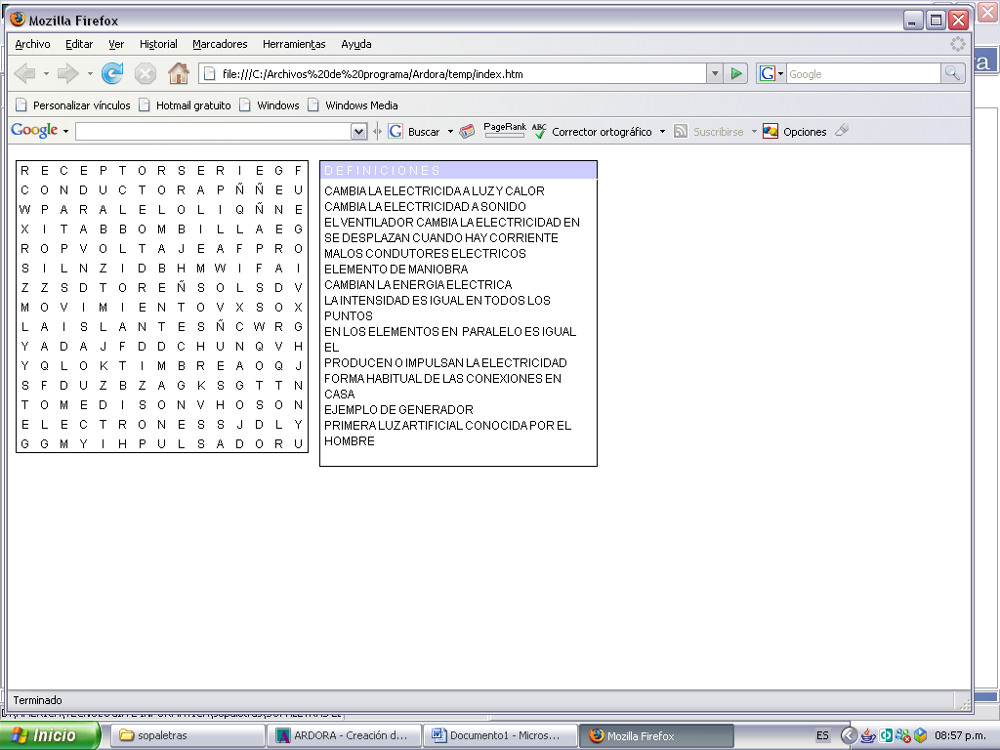 Mozilla Firefox
Archivo Editar Ver Historial Marcadores Herramientas Ayuda
file:///C:/Archivos%20de%20programa/Ardora/temp/index.htm
G Google
Personalizar vínculos Hotmail gratuito Windows Windows Media
Google G Buscar PageRank ABC Corrector ortográfico Suscribirse Opciones
R E C E P T O R S E R I E G F
C O N D U C T O R A P Ñ Ñ E U
W P A R A L E L O L I Q Ñ N E
X I T A B B O M B I L L A E G
R O P V O L T A J E A F P R O
S I L N Z I D B H M W I F A I
Z Z S D T O R E Ñ S O L S D V
M O V I M I E N T O V X S O X
L A I S L A N T E S Ñ C W R G
Y A D A J F D D C H U N Q V H
Y Q L O K T I M B R E A O Q J
S F D U Z B Z A G K S G T T N
T O M E D I S O N V H O S O N
E L E C T R O N E S S J D L Y
G G M Y I H P U L S A D O R U
D E F I N I C I O N E S
CAMBIA LA ELECTRICIDA A LUZ Y CALOR
CAMBIA LA ELECTRICIDAD A SONIDO
EL VENTILADOR CAMBIA LA ELECTRICIDAD EN
SE DESPLAZAN CUANDO HAY CORRIENTE
MALOS CONDUTORES ELECTRICOS
ELEMENTO DE MANIOBRA
CAMBIAN LA ENERGIA ELECTRICA
LA INTENSIDAD ES IGUAL EN TODOS LOS
PUNTOS
EN LOS ELEMENTOS EN PARALELO ES IGUAL
EL
PRODUCEN O IMPULSAN LA ELECTRICIDAD
FORMA HABITUAL DE LAS CONEXIONES EN
CASA
EJEMPLO DE GENERADOR
PRIMERA LUZ ARTIFICIAL CONOCIDA POR EL
HOMBRE
Terminado
Inicio sopaletras ARDORA - Creación d... Documento1 - Micros... Mozilla Firefox ES 08:57 p.m.